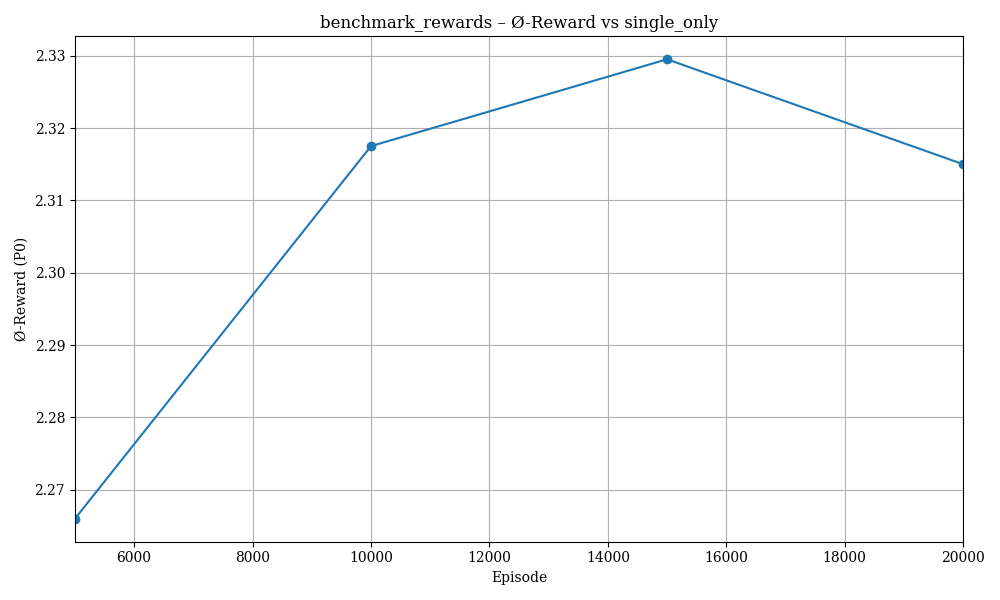 benchmark_rewards – Ø-Reward vs single_only
2.33
2.32
2.31
2.30
2.29
2.28
2.27
Ø-Reward (P0)
6000 8000 10000 12000 14000 16000 18000 20000
Episode